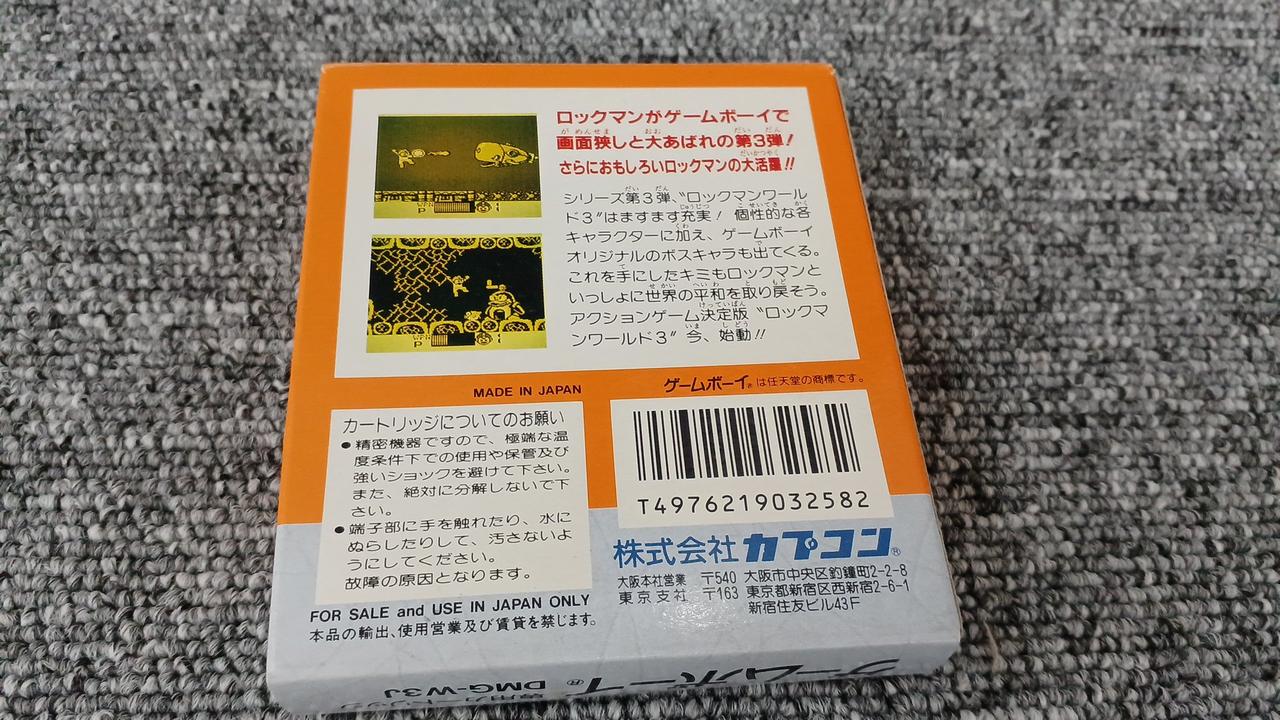 ロックマンがゲームボーイで
画面狭しと大あばれの第3弾!
さらにおもしろいロックマンの大活躍!!
シリーズ第3弾、“ロックマンワール
ド3”はますます充実! 個性的な各
キャラクターに加え、ゲームボーイ
オリジナルのボスキャラも出てくる。
これを手にしたキミもロックマンと
いっしょに世界の平和を取り戻そう。
アクションゲーム決定版 “ロックマ
ンワールド3” 今、始動!!
MADE IN JAPAN
ゲームボーイ®は任天堂の商標です。
カートリッジについてのお願い
●精密機器ですので、極端な温
度条件下での使用や保管及び
強いショックを避けて下さい。
また、絶対に分解しないで下
さい。
●端子部に手を触れたり、水に
ぬらしたりして、汚さないよ
うにしてください。
故障の原因となります。
T4976219032582
株式会社カプコン®
大阪本社営業 〒540 大阪市中央区釣鐘町2-2-8
東京支社 〒163 東京都新宿区西新宿2-6-1
新宿住友ビル43F
FOR SALE and USE IN JAPAN ONLY
本品の輸出、使用営業及び賃貸を禁じます。
ゲームボーイ®
DMG-W3J